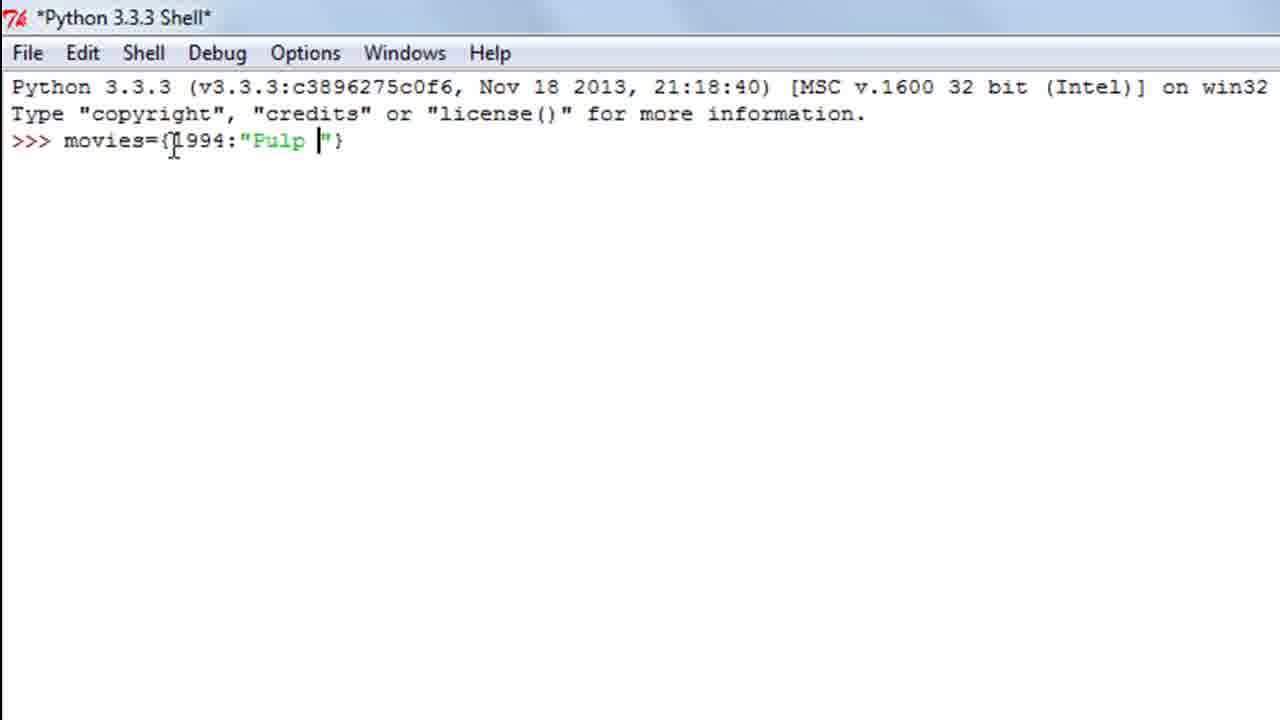 *Python 3.3.3 Shell*
File Edit Shell Debug Options Windows Help
Python 3.3.3 (v3.3.3:c3896275c0f6, Nov 18 2013, 21:18:40) [MSC v.1600 32 bit (Intel)] on win32
Type "copyright", "credits" or "license()" for more information.
>>> movies={1994:"Pulp "}